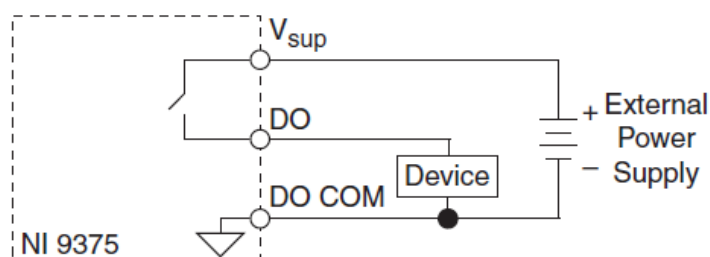 Vsup
DO
+ External
Power
− Supply
Device
DO COM
NI 9375